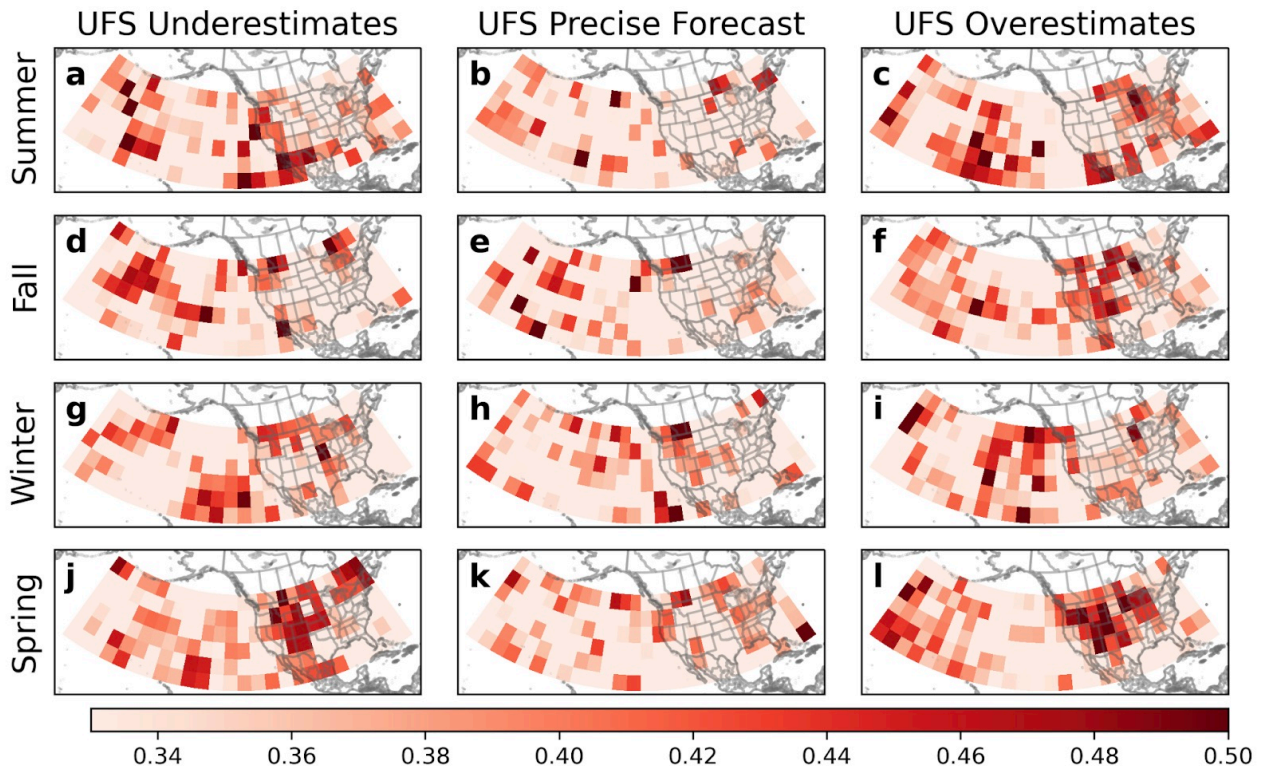 UFS Underestimates UFS Precise Forecast UFS Overestimates
Summer a b c
Fall d e f
Winter g h i
Spring j k l
0.34 0.36 0.38 0.40 0.42 0.44 0.46 0.48 0.50